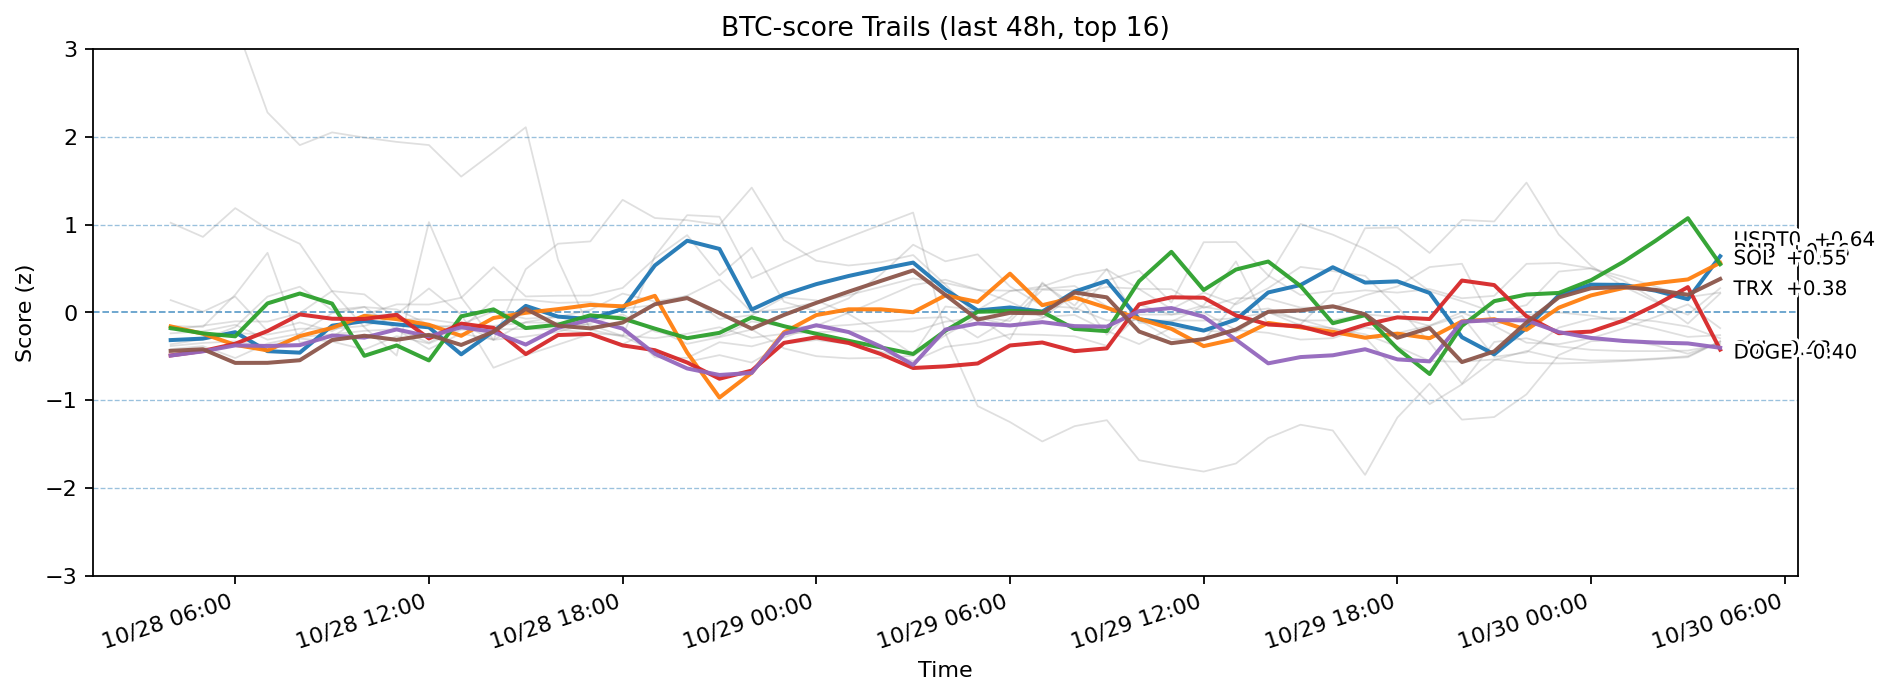 BTC-score Trails (last 48h, top 16)
Score (z)
3
2
1
0
−1
−2
−3
USDT0 +0.64
SOL +0.55
TRX +0.38
DOGE -0.40
10/28 06:00
10/28 12:00
10/28 18:00
10/29 00:00
10/29 06:00
10/29 12:00
10/29 18:00
10/30 00:00
10/30 06:00
Time